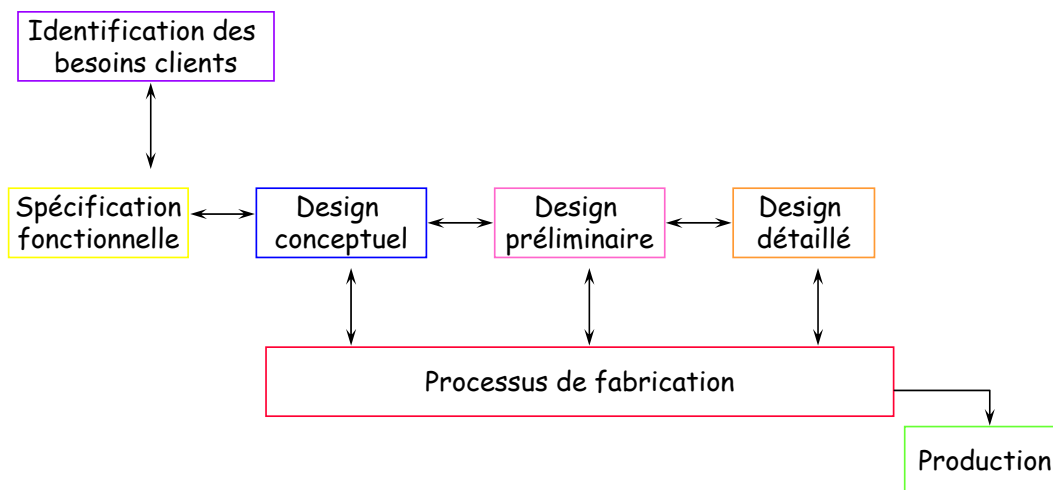 Identification des
besoins clients
Spécification
fonctionnelle
Design
conceptuel
Design
préliminaire
Design
détaillé
Processus de fabrication
Production